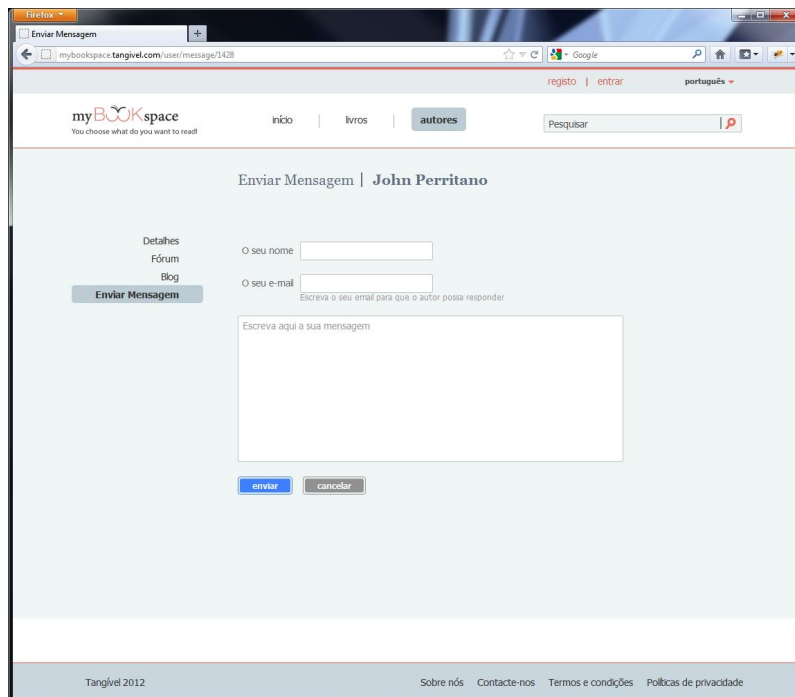 Firefox
Enviar Mensagem
mybookspace.tangivel.com/user/message/1428
Google
registo | entrar
português
my BOOK space
You choose what do you want to read!
início | livros | autores
Pesquisar
Enviar Mensagem | John Perritano
Detalhes
Fórum
Blog
Enviar Mensagem
O seu nome
O seu e-mail
Escreva o seu email para que o autor possa responder
Escreva aqui a sua mensagem
enviar
cancelar
Tangível 2012
Sobre nós Contacte-nos Termos e condições Políticas de privacidade